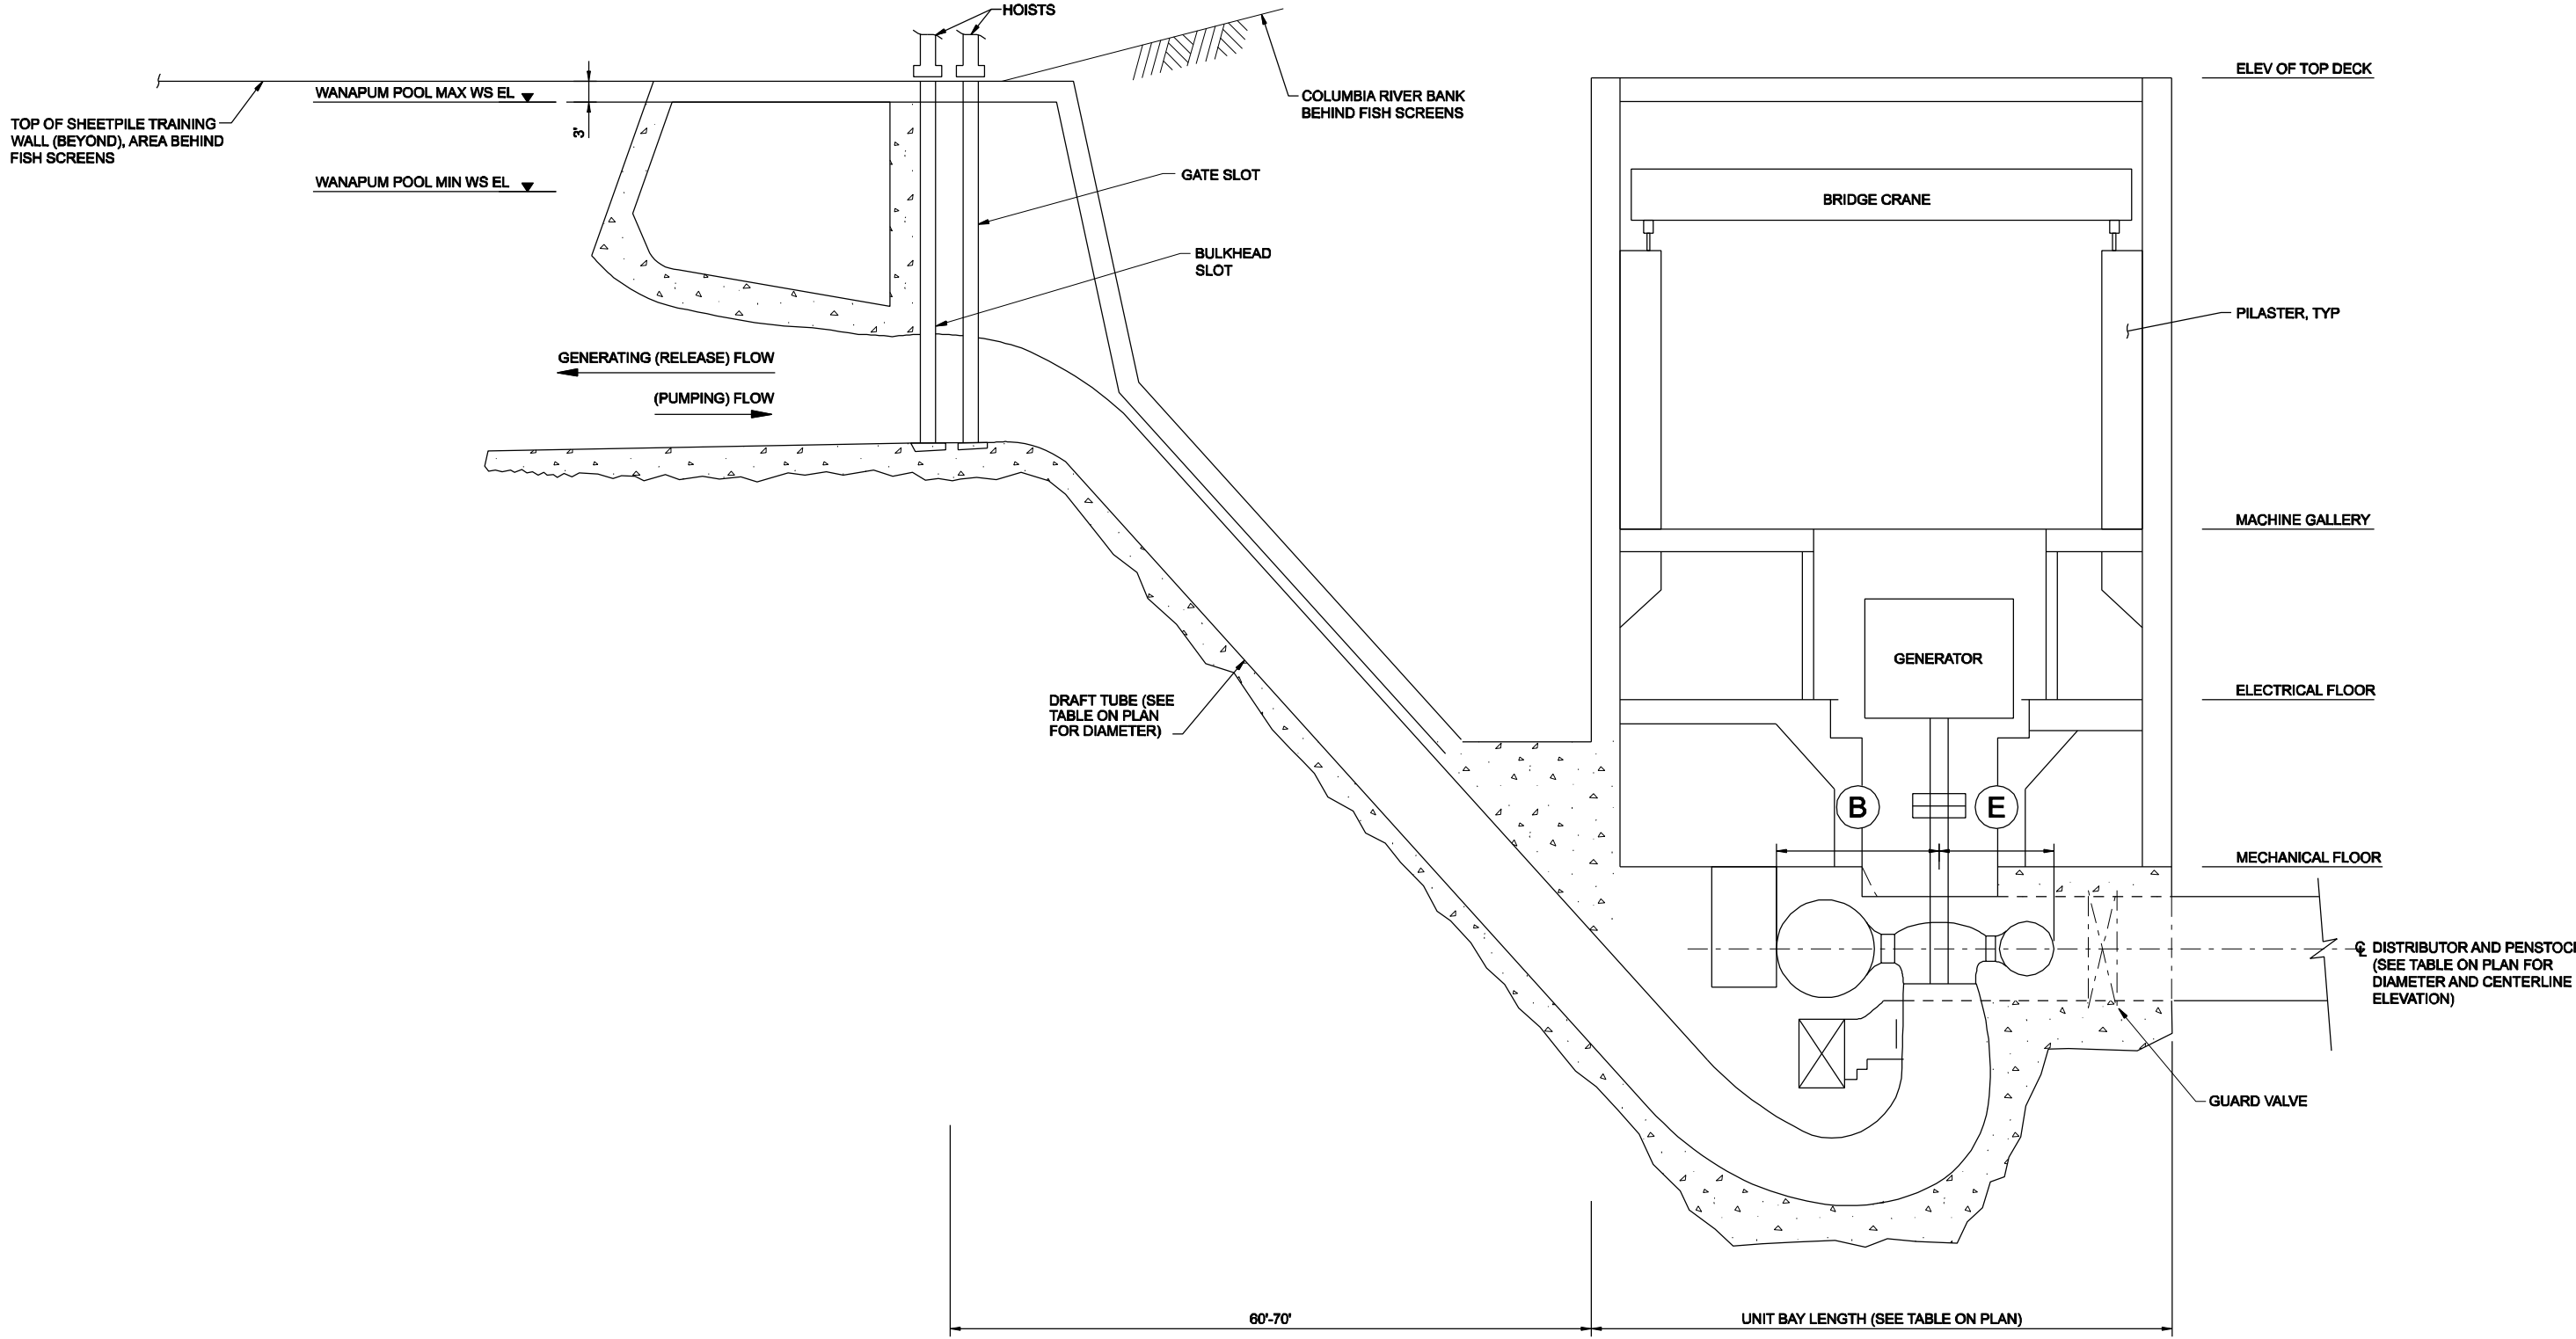 HOISTS
ELEV OF TOP DECK
WANAPUM POOL MAX WS EL
COLUMBIA RIVER BANK
BEHIND FISH SCREENS
TOP OF SHEETPILE TRAINING
WALL (BEYOND), AREA BEHIND
FISH SCREENS
3'
WANAPUM POOL MIN WS EL
GATE SLOT
BRIDGE CRANE
BULKHEAD
SLOT
PILASTER, TYP
GENERATING (RELEASE) FLOW
(PUMPING) FLOW
MACHINE GALLERY
GENERATOR
ELECTRICAL FLOOR
DRAFT TUBE (SEE
TABLE ON PLAN
FOR DIAMETER)
B
E
MECHANICAL FLOOR
℄ DISTRIBUTOR AND PENSTOC
(SEE TABLE ON PLAN FOR
DIAMETER AND CENTERLINE
ELEVATION)
GUARD VALVE
60'-70'
UNIT BAY LENGTH (SEE TABLE ON PLAN)